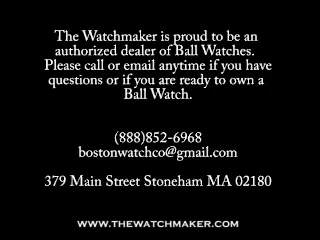 The Watchmaker is proud to be an
authorized dealer of Ball Watches.
Please call or email anytime if you have
questions or if you are ready to own a
Ball Watch.
(888)852-6968
bostonwatchco@gmail.com
379 Main Street Stoneham MA 02180
WWW.THEWATCHMAKER.COM